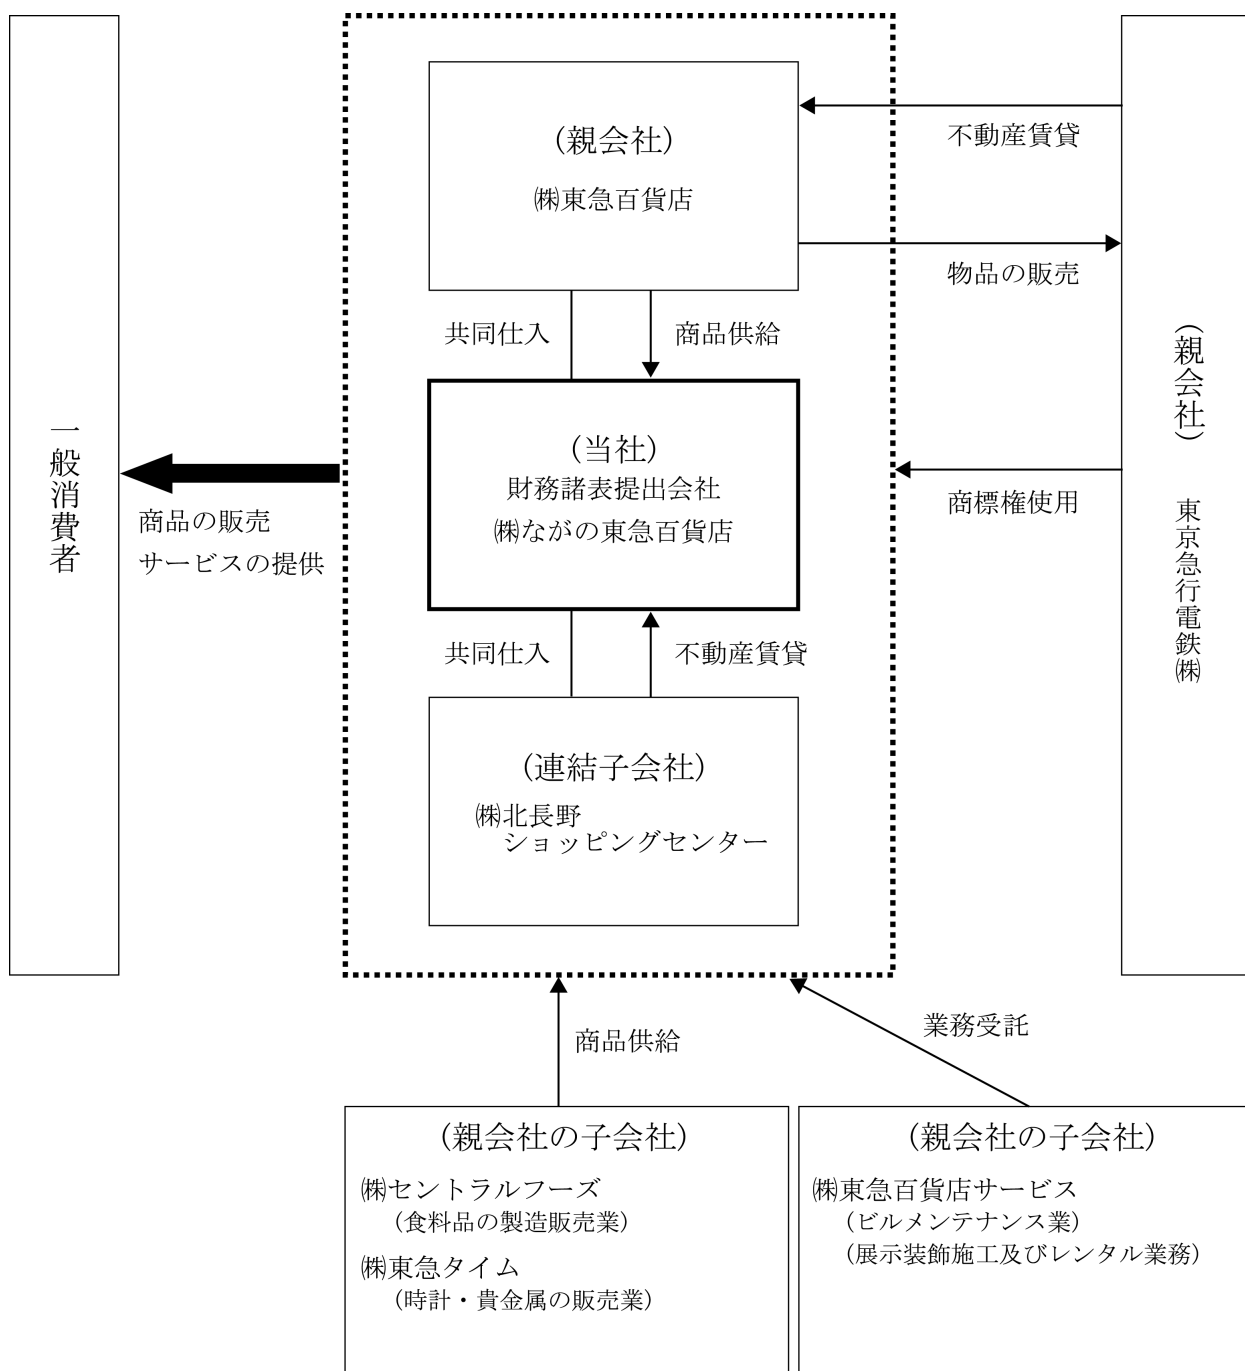 (親会社)
㈱東急百貨店
不動産賃貸
物品の販売
共同仕入
商品供給
(当社)
財務諸表提出会社
㈱ながの東急百貨店
一般消費者
商品の販売
サービスの提供
商標権使用
(親会社) 東京急行電鉄㈱
共同仕入
不動産賃貸
(連結子会社)
㈱北長野
ショッピングセンター
商品供給
業務受託
(親会社の子会社)
㈱セントラルフーズ
(食料品の製造販売業)
㈱東急タイム
(時計・貴金属の販売業)
(親会社の子会社)
㈱東急百貨店サービス
(ビルメンテナンス業)
(展示装飾施工及びレンタル業務)